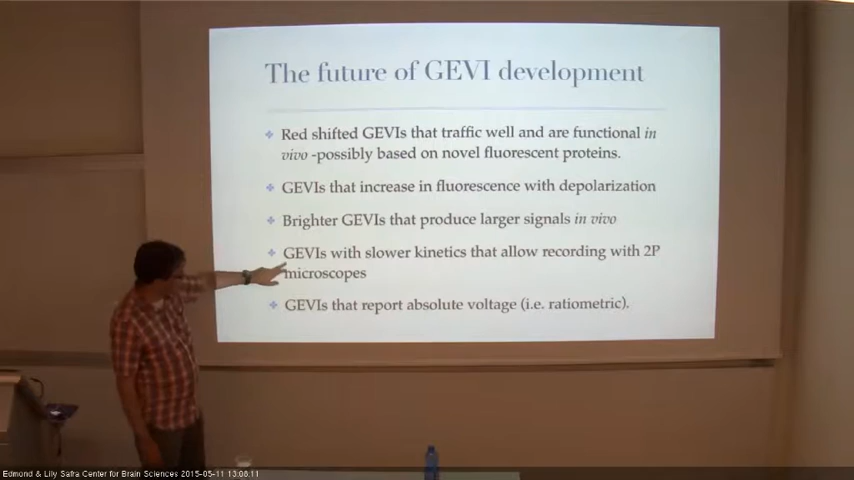 The future of GEVI development
Red shifted GEVIs that traffic well and are functional in
vivo -possibly based on novel fluorescent proteins.
GEVIs that increase in fluorescence with depolarization
Brighter GEVIs that produce larger signals in vivo
GEVIs with slower kinetics that allow recording with 2P
microscopes
GEVIs that report absolute voltage (i.e. ratiometric).
Edmond & Lily Safra Center for Brain Sciences 2015-05-11 13:08:11